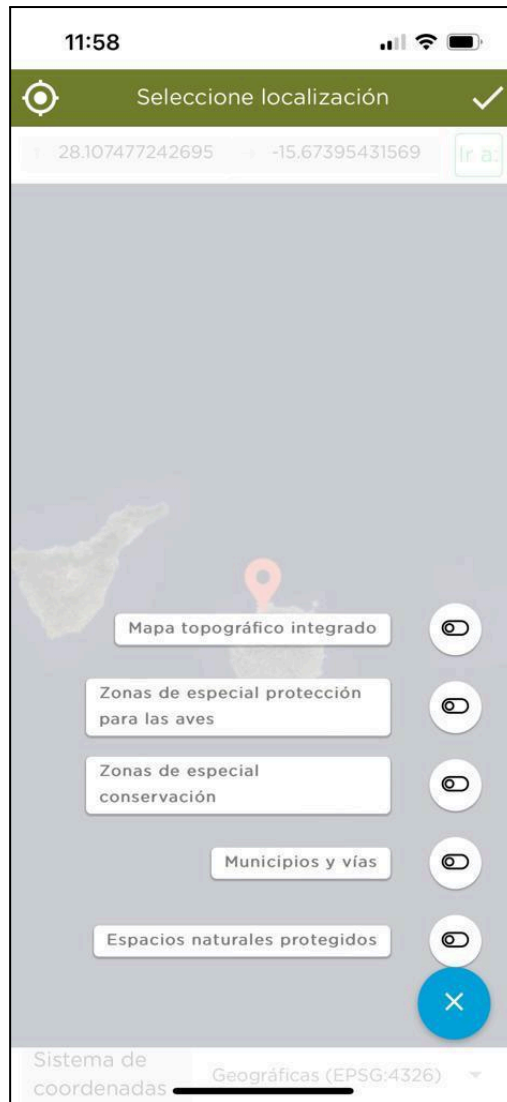 11:58
Seleccione localización
28.107477242695 -15.67395431569 Ir a:
Mapa topográfico integrado
Zonas de especial protección
para las aves
Zonas de especial
conservación
Municipios y vías
Espacios naturales protegidos
Sistema de
coordenadas
Geográficas (EPSG:4326)